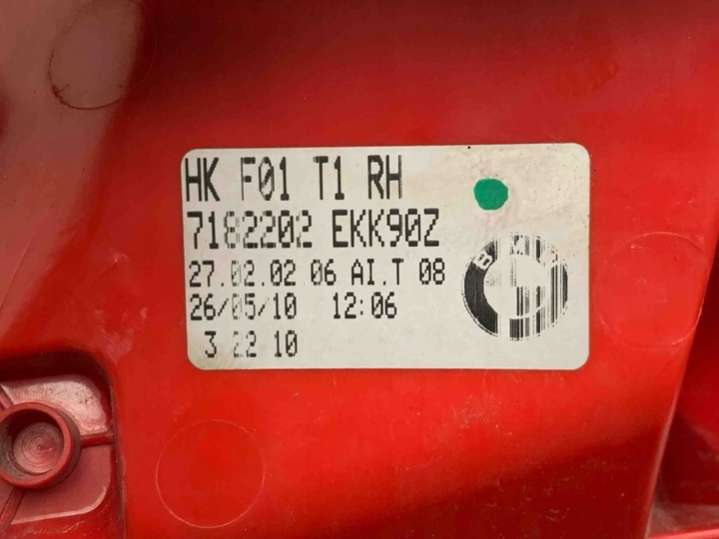 HK F01 T1 RH
7182202 EKK90Z
27.02.02 06 AI.T 08
26/05/10 12:06
3 22 10
BMW